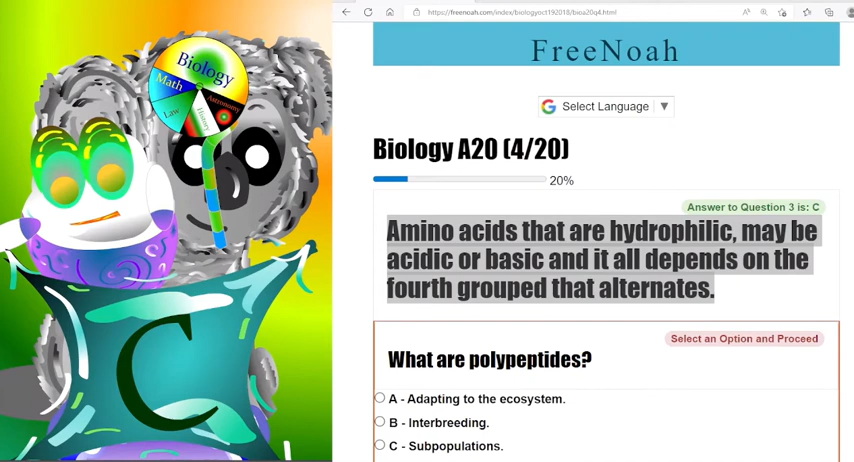 https://freenoah.com/index/biologyoct192018/bioa20q4.html
FreeNoah
Select Language
Biology A20 (4/20)
20%
Answer to Question 3 is: C
Amino acids that are hydrophilic, may be
acidic or basic and it all depends on the
fourth grouped that alternates.
Select an Option and Proceed
What are polypeptides?
A - Adapting to the ecosystem.
B - Interbreeding.
C - Subpopulations.
Biology
Math
Astronomy
Law
History
C